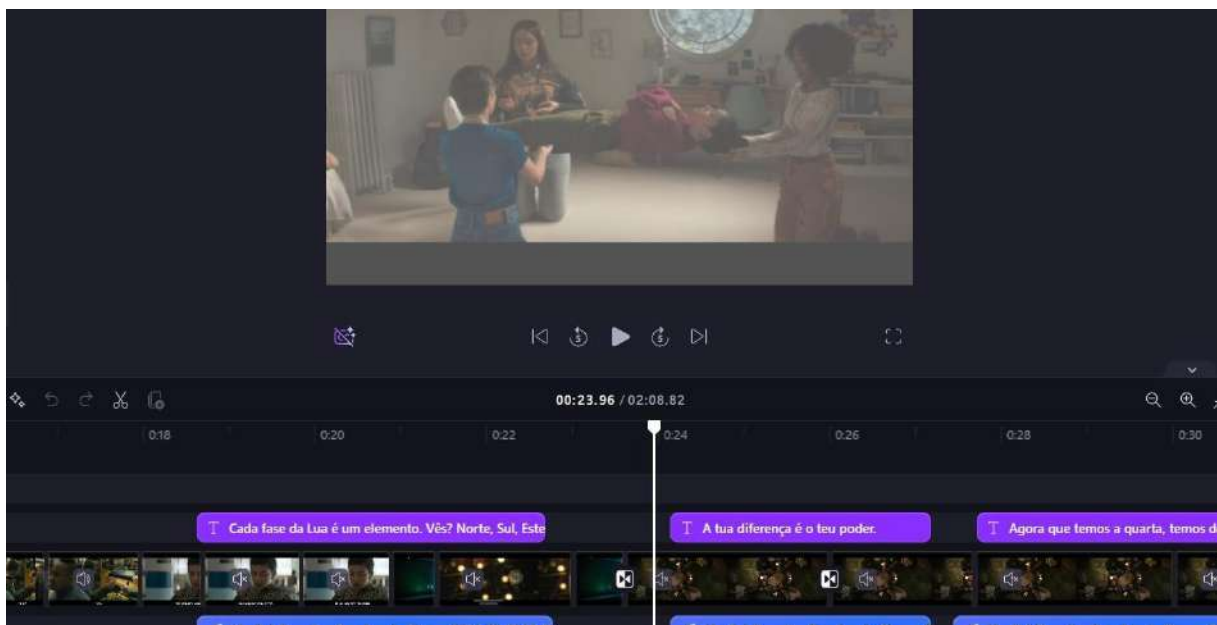 5
5
00:23.96 / 02:08.82
0:18 0:20 0:22 0:24 0:26 0:28 0:30
T Cada fase da Lua é um elemento. Vês? Norte, Sul, Este
T A tua diferença é o teu poder.
T Agora que temos a quarta, temos d